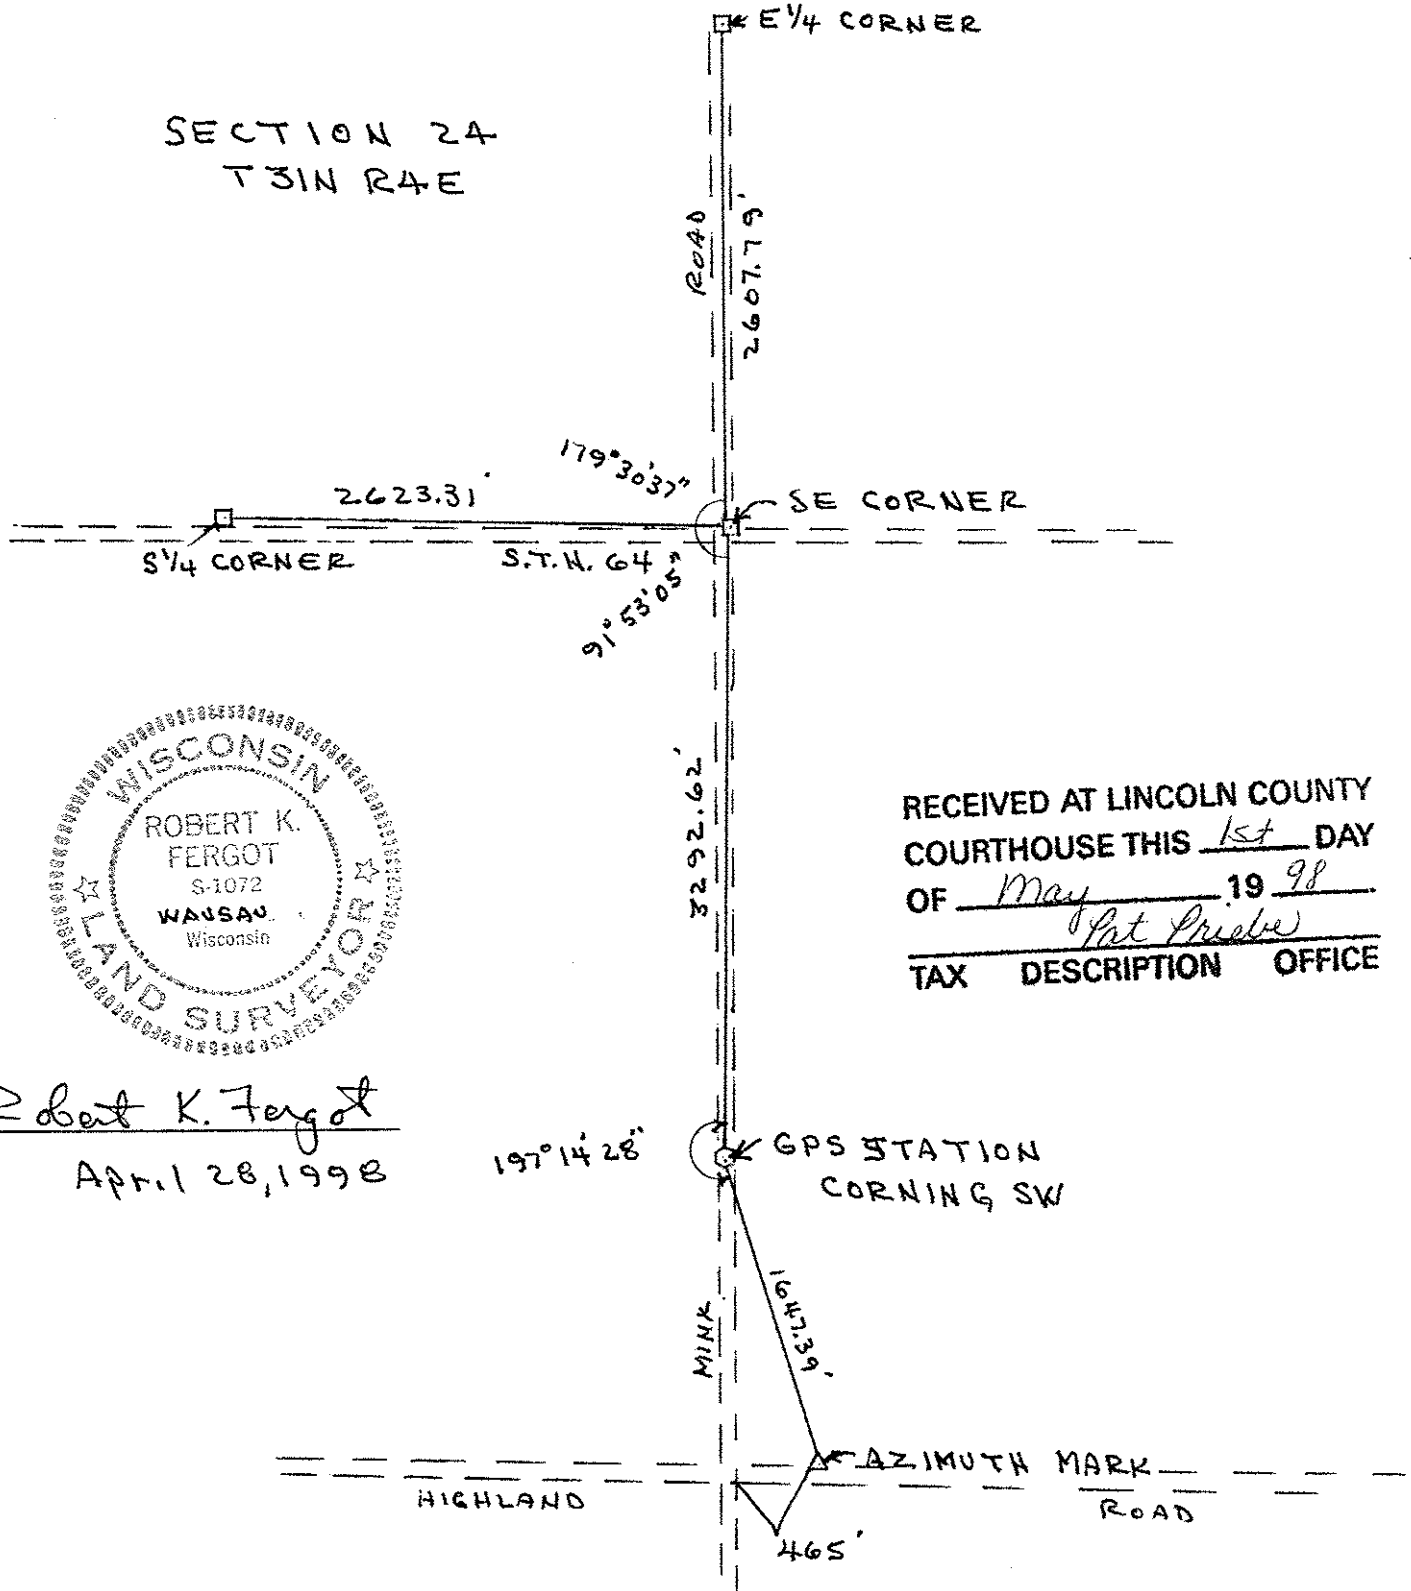 E 1/4 CORNER
SECTION 24
T31N R4E
ROAD
2607.79'
179°30'37"
2623.31'
SE CORNER
S 1/4 CORNER
S.T.H. 64
91°53'05"
3292.62'
WISCONSIN
ROBERT K.
FERGOT
S-1072
WAUSAU
Wisconsin
LAND SURVEYOR
RECEIVED AT LINCOLN COUNTY
COURTHOUSE THIS 1st DAY
OF May 19 98
Pat Priebe
TAX DESCRIPTION OFFICE
Robert K. Fergot
April 28, 1998
197°14'28"
GPS STATION
CORNING SW
MINK
1647.39'
AZIMUTH MARK
HIGHLAND
ROAD
465'